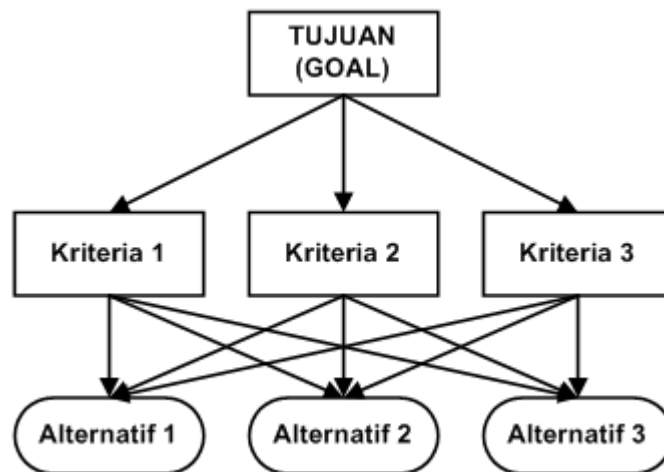 TUJUAN
(GOAL)
Kriteria 1
Kriteria 2
Kriteria 3
Alternatif 1
Alternatif 2
Alternatif 3